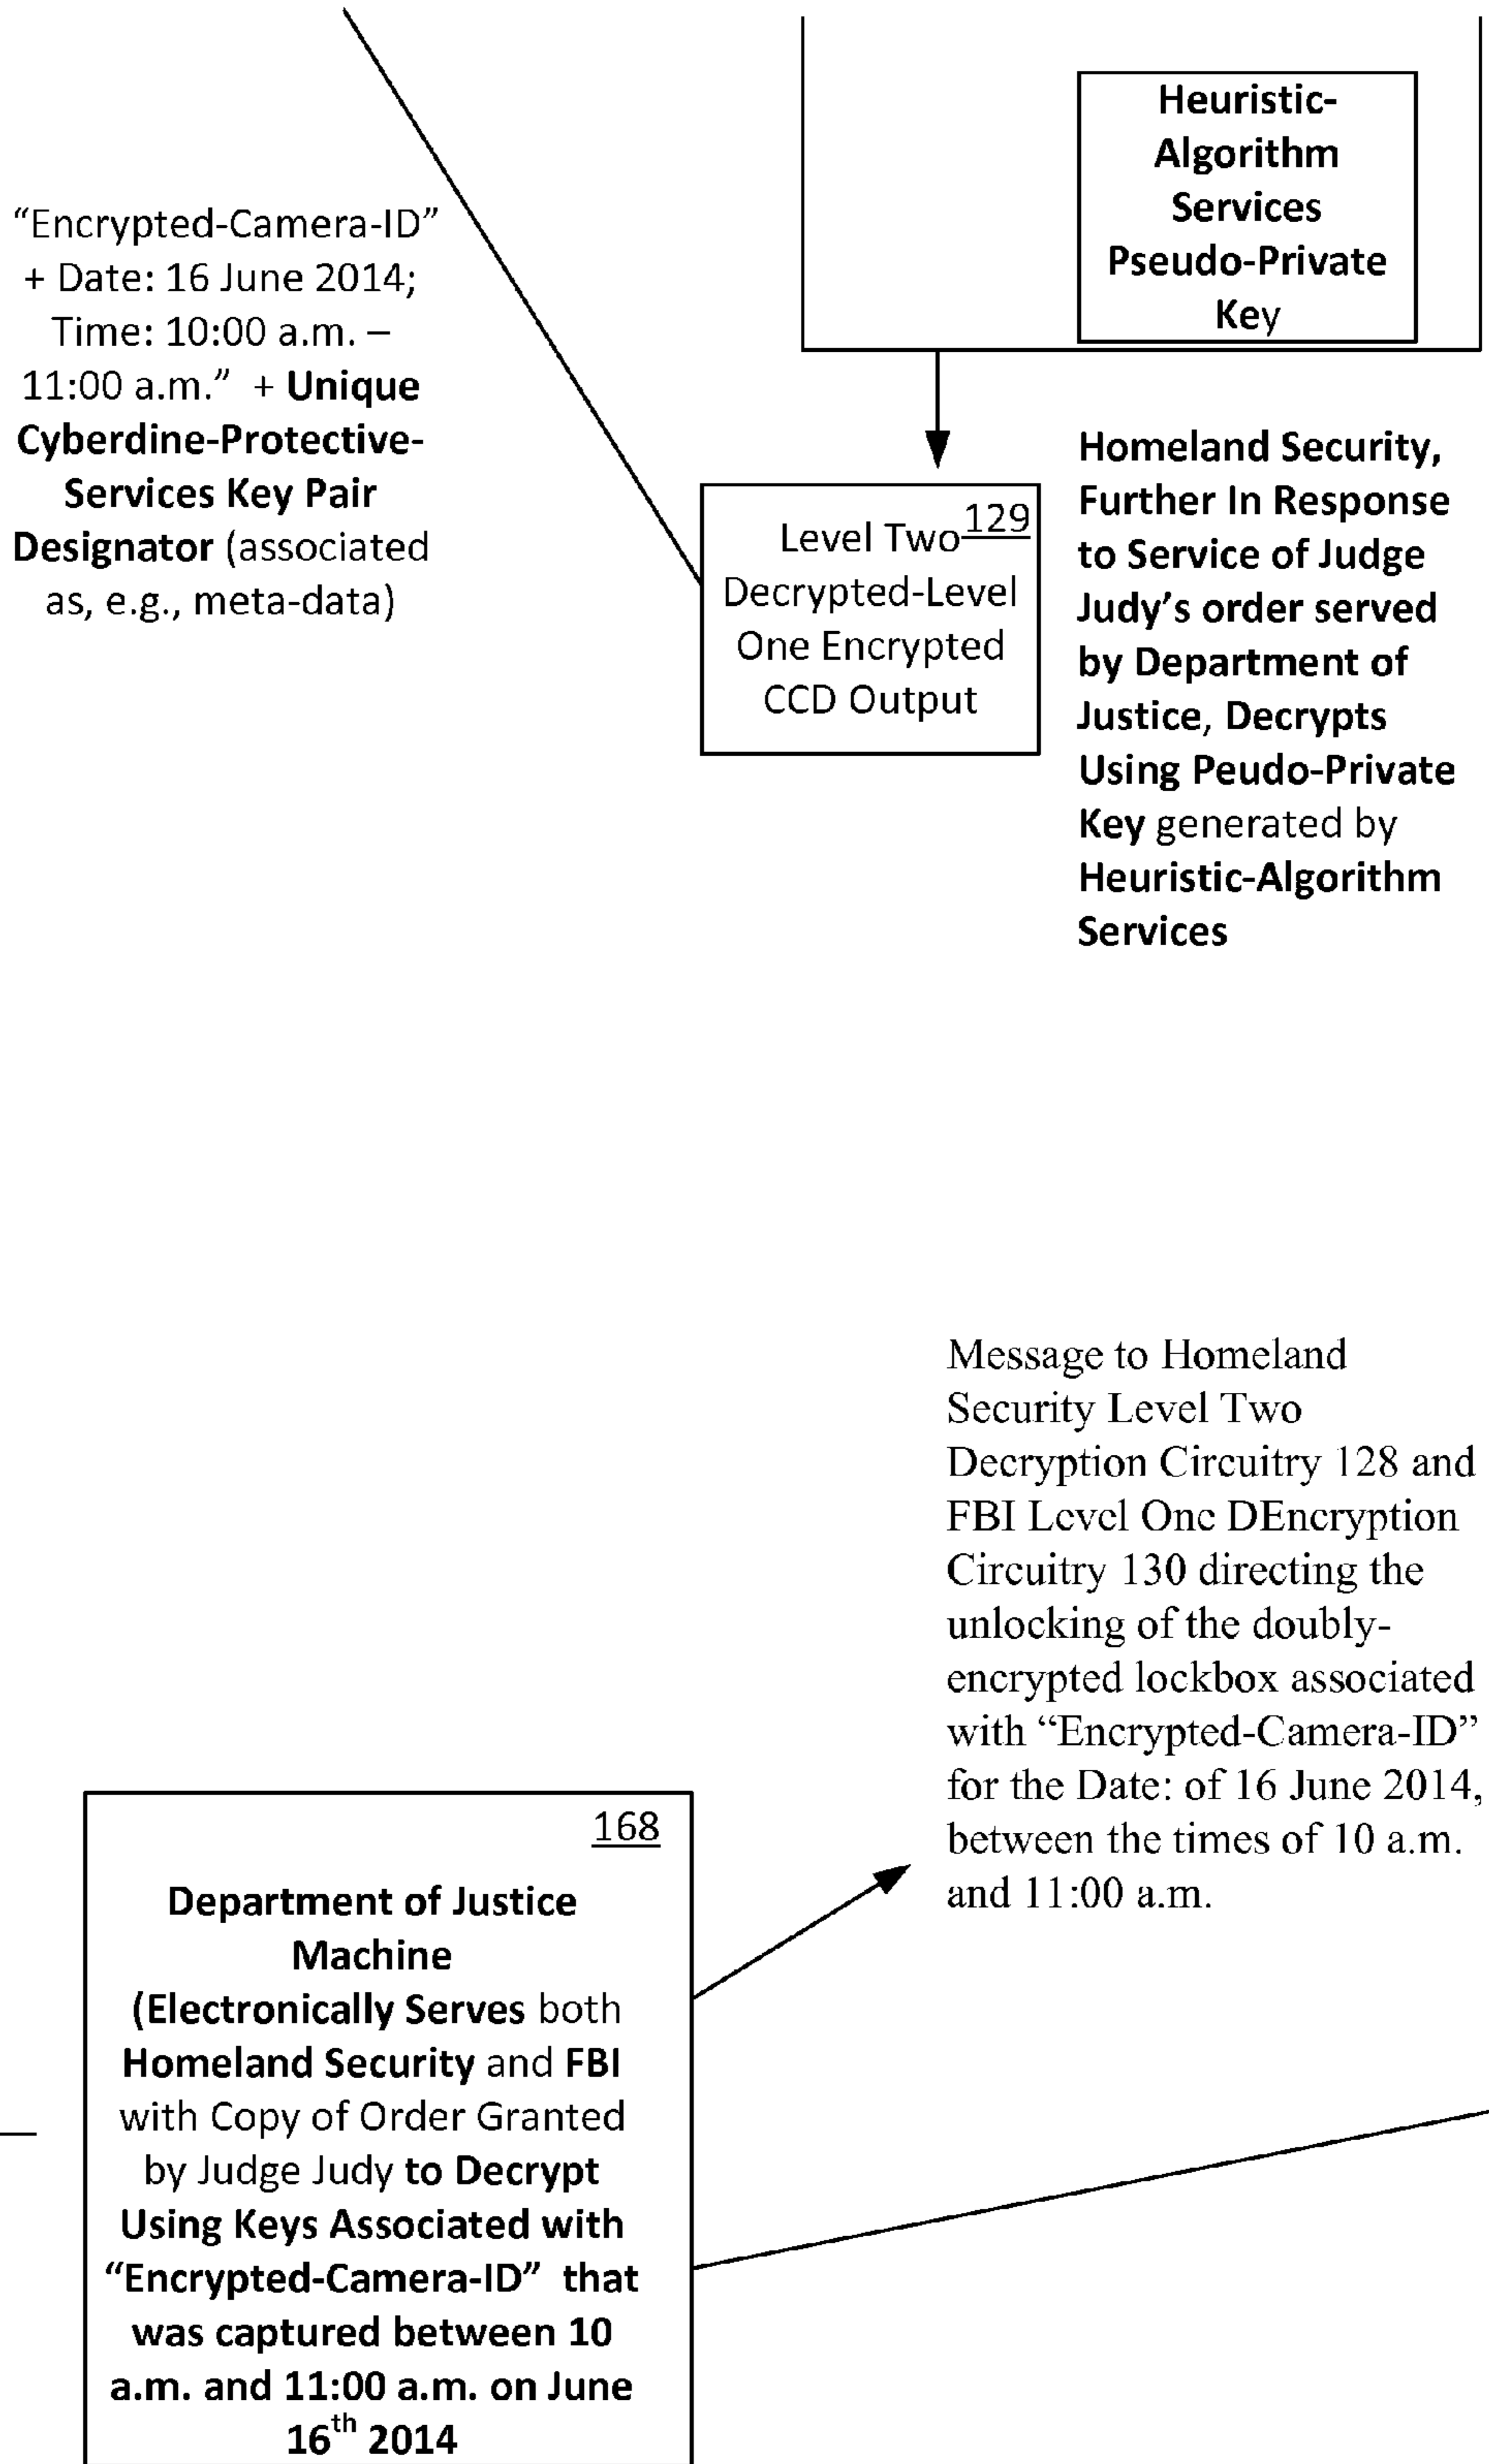 Heuristic-
Algorithm
Services
Pseudo-Private
Key
“Encrypted-Camera-ID”
+ Date: 16 June 2014;
Time: 10:00 a.m. –
11:00 a.m.” + Unique
Cyberdine-Protective-
Services Key Pair
Designator (associated
as, e.g., meta-data)
129
Level Two
Decrypted-Level
One Encrypted
CCD Output
Homeland Security,
Further In Response
to Service of Judge
Judy’s order served
by Department of
Justice, Decrypts
Using Peudo-Private
Key generated by
Heuristic-Algorithm
Services
Message to Homeland
Security Level Two
Decryption Circuitry 128 and
FBI Level One DEncryption
Circuitry 130 directing the
unlocking of the doubly-
encrypted lockbox associated
with “Encrypted-Camera-ID”
for the Date: of 16 June 2014,
between the times of 10 a.m.
and 11:00 a.m.
168
Department of Justice
Machine
(Electronically Serves both
Homeland Security and FBI
with Copy of Order Granted
by Judge Judy to Decrypt
Using Keys Associated with
“Encrypted-Camera-ID” that
was captured between 10
a.m. and 11:00 a.m. on June
16th 2014